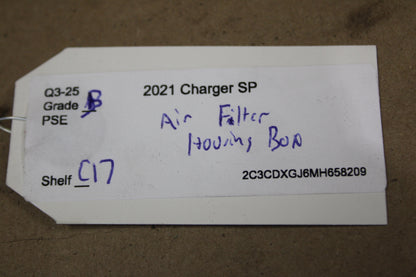 Q3-25
Grade B
PSE
2021 Charger SP
Air Filter
Housing Box
Shelf C17
2C3CDXGJ6MH658209